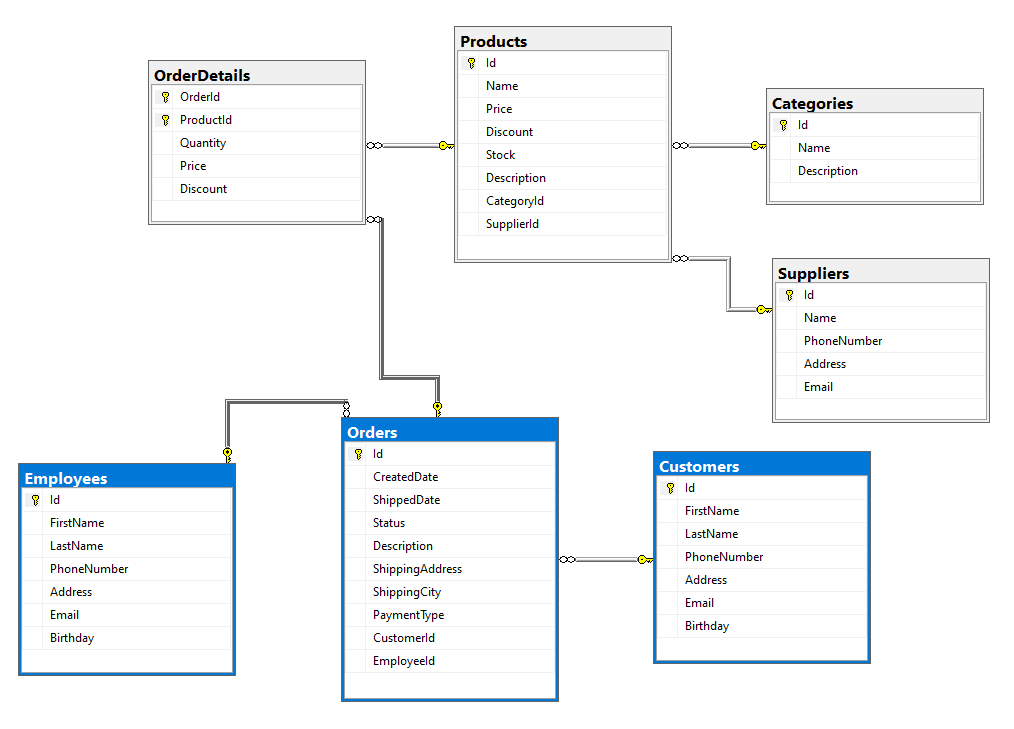 OrderDetails
OrderId
ProductId
Quantity
Price
Discount
Products
Id
Name
Price
Discount
Stock
Description
CategoryId
SupplierId
Categories
Id
Name
Description
Suppliers
Id
Name
PhoneNumber
Address
Email
Employees
Id
FirstName
LastName
PhoneNumber
Address
Email
Birthday
Orders
Id
CreatedDate
ShippedDate
Status
Description
ShippingAddress
ShippingCity
PaymentType
CustomerId
EmployeeId
Customers
Id
FirstName
LastName
PhoneNumber
Address
Email
Birthday